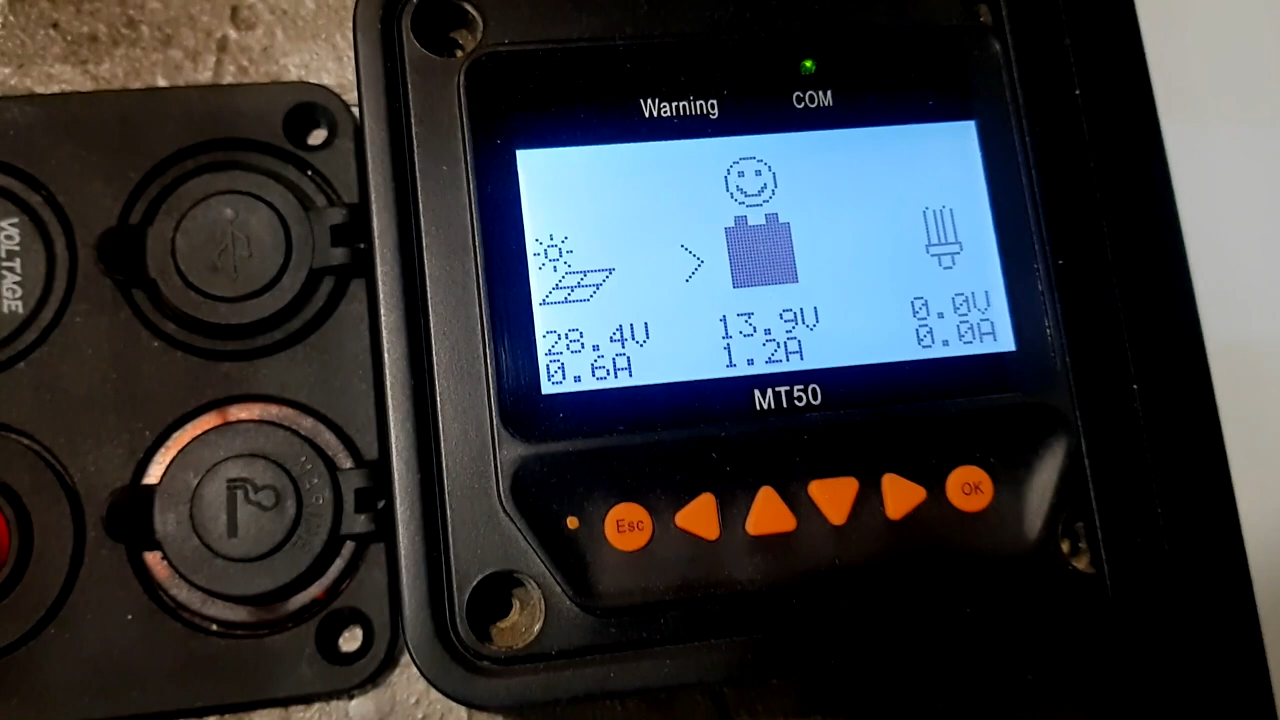 Warning COM
28.4V 13.9V 0.0V
0.6A 1.2A 0.0A
MT50
Esc OK
VOLTAGE